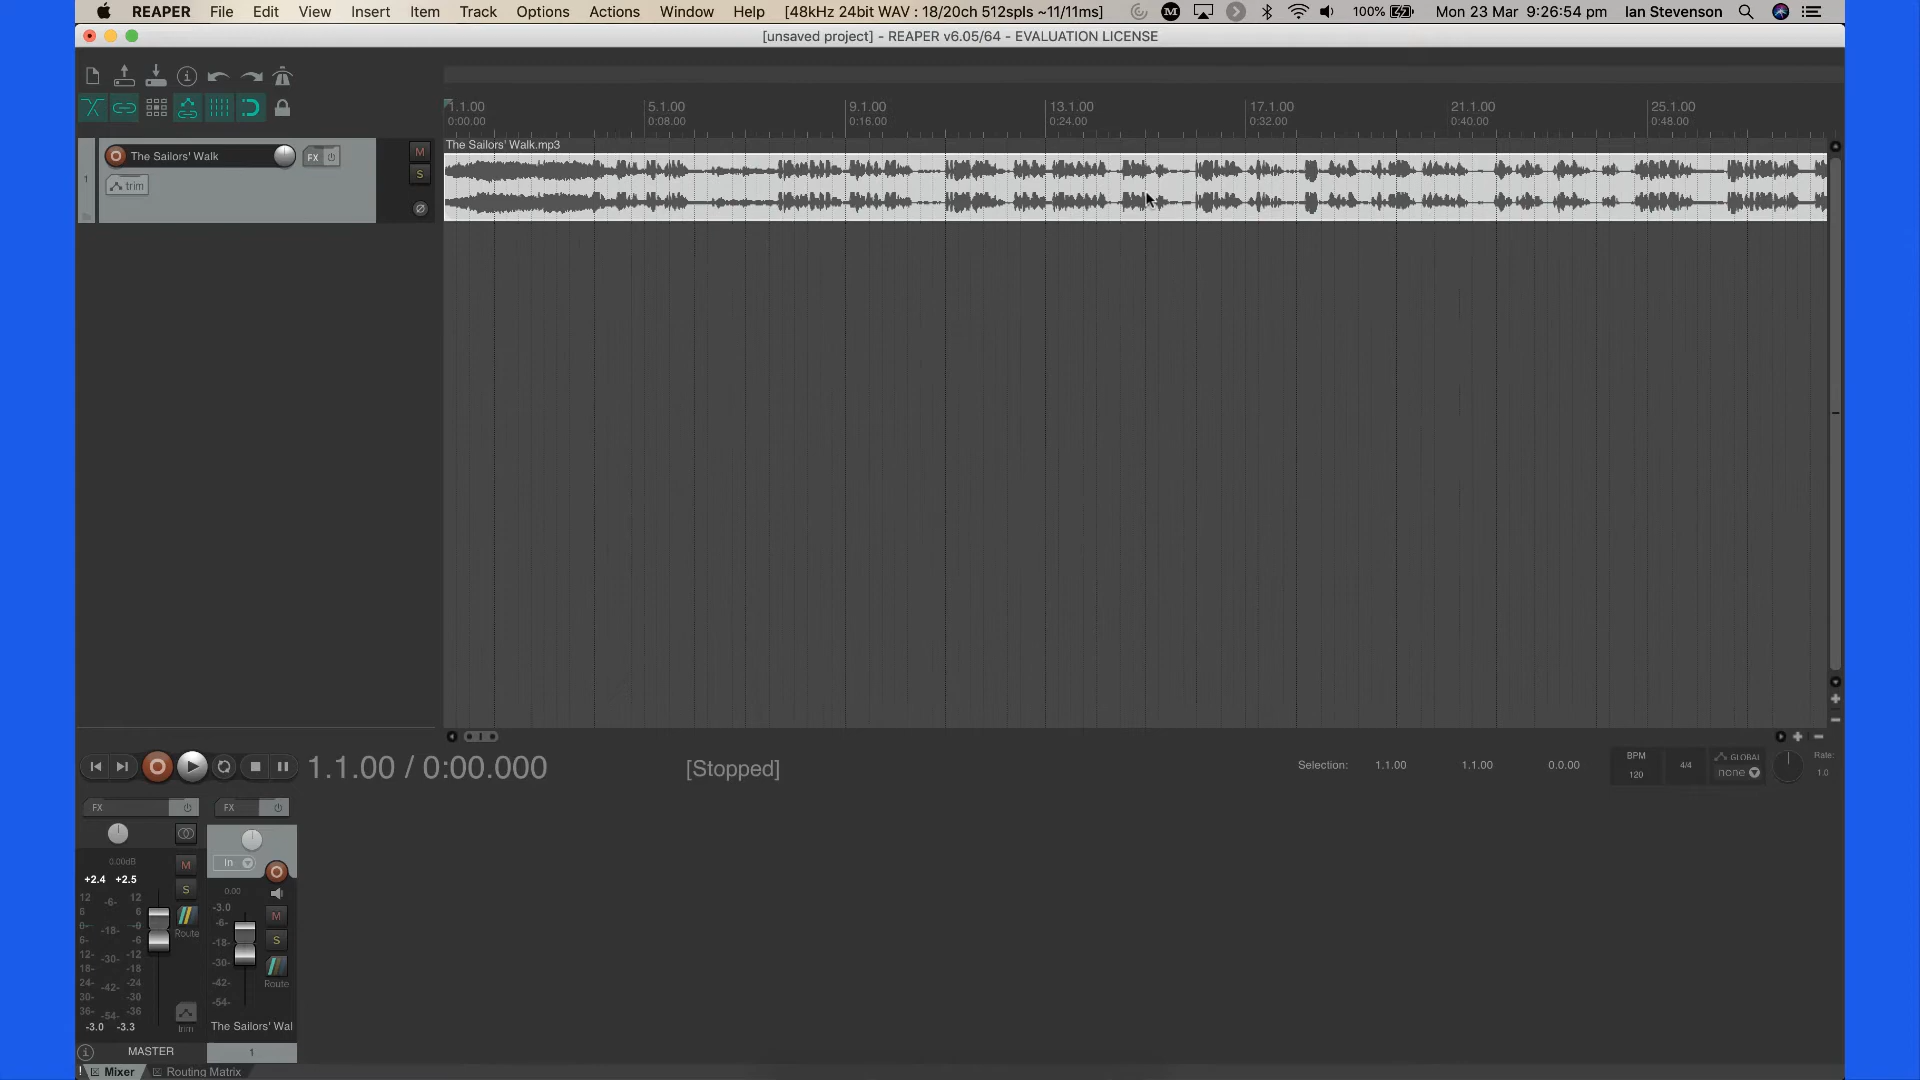 REAPER File Edit View Insert Item Track Options Actions Window Help [48kHz 24bit WAV : 18/20ch 512spls ~11/11ms] 100% Mon 23 Mar 9:26:54 pm Ian Stevenson
[unsaved project] - REAPER v6.05/64 - EVALUATION LICENSE
1.1.00 5.1.00 9.1.00 13.1.00 17.1.00 21.1.00 25.1.00
0:00.00 0:08.00 0:16.00 0:24.00 0:32.00 0:40.00 0:48.00
The Sailors' Walk.mp3
The Sailors' Walk FX M
1 trim S
1.1.00 / 0:00.000 [Stopped] Selection: 1.1.00 1.1.00 0.0.00
BPM 120 4/4 GLOBAL none Rate: 1.0
FX FX
In
0.00dB M
+2.4 +2.5 S 0.00
12 -6- 12 -3.0
6 6 -6- M
0- -18- -0 Route -18- S
6- -6
12- -30- -12 -30-
18- -18 Route
24- -42- -24 -42-
30- -30 -54-
36- -54- -36
-3.0 -3.3 trim The Sailors' Wal
MASTER 1
! Mixer Routing Matrix